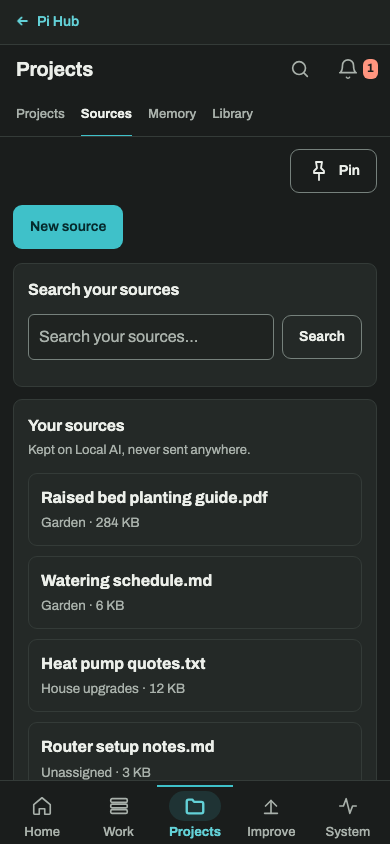 Pi Hub
Projects
1
Projects Sources Memory Library
Pin
New source
Search your sources
Search your sources...
Search
Your sources
Kept on Local AI, never sent anywhere.
Raised bed planting guide.pdf
Garden · 284 KB
Watering schedule.md
Garden · 6 KB
Heat pump quotes.txt
House upgrades · 12 KB
Router setup notes.md
Unassigned · 3 KB
Home Work Projects Improve System